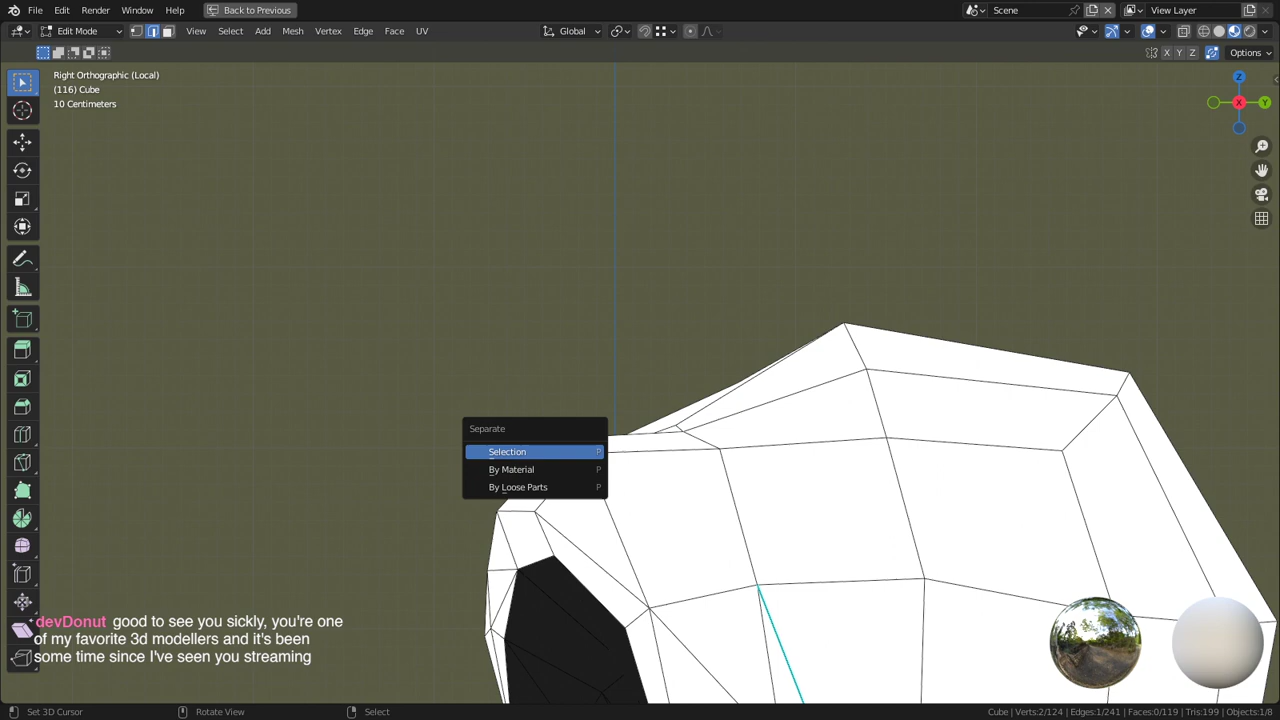 File Edit Render Window Help Back to Previous Scene View Layer
Edit Mode View Select Add Mesh Vertex Edge Face UV Global
X Y Z Options
Right Orthographic (Local)
(116) Cube
10 Centimeters
Z
X
Y
Separate
Selection P
By Material P
By Loose Parts P
devDonut good to see you sickly, you're one
of my favorite 3d modellers and it's been
some time since I've seen you streaming
Set 3D Cursor Rotate View Select Cube | Verts:2/124 | Edges:1/241 | Faces:0/119 | Tris:199 | Objects:1/8